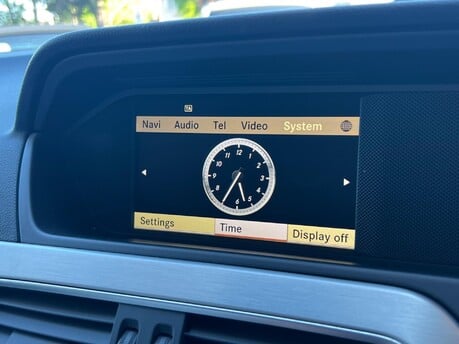 TA
Navi Audio Tel Video System
12
11 1
10 2
9 3
8 4
7 5
6
Settings Time Display off